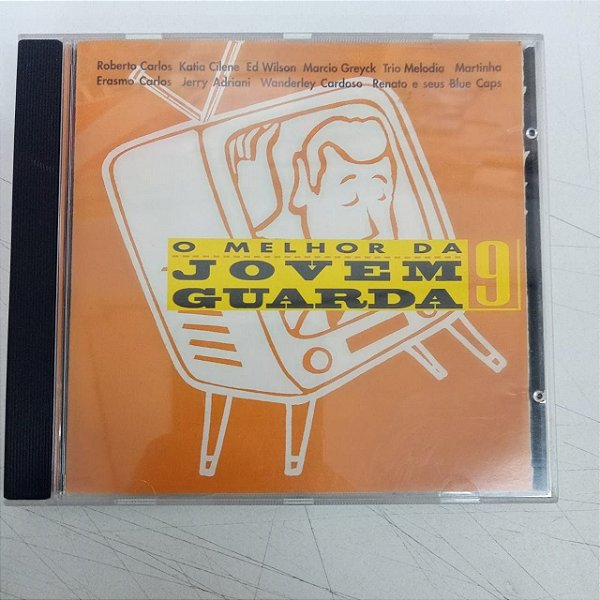 Roberto Carlos Katia Cilene Ed Wilson Marcio Greyck Trio Melodia Martinha
Erasmo Carlos Jerry Adriani Wanderley Cardoso Renato e seus Blue Caps
O MELHOR DA
JOVEM
GUARDA
9